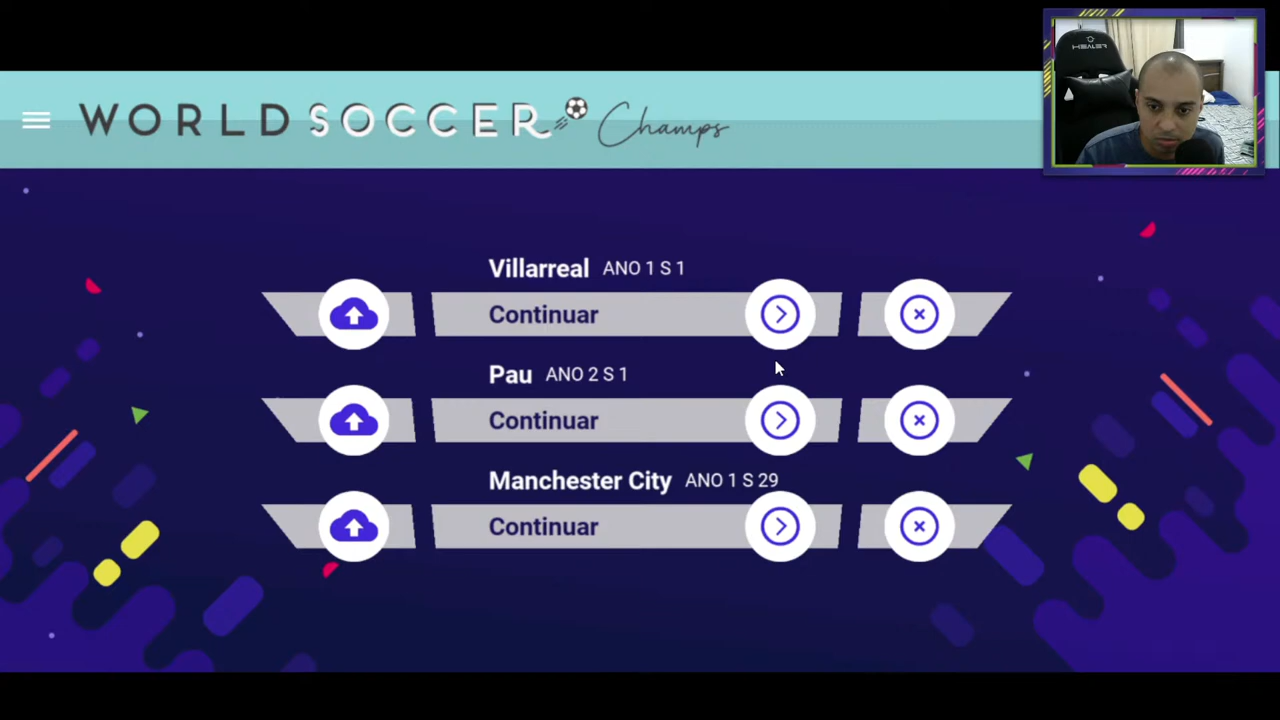 WORLD SOCCER Champs
HEALER
Villarreal ANO 1 S 1
Continuar
Pau ANO 2 S 1
Continuar
Manchester City ANO 1 S 29
Continuar